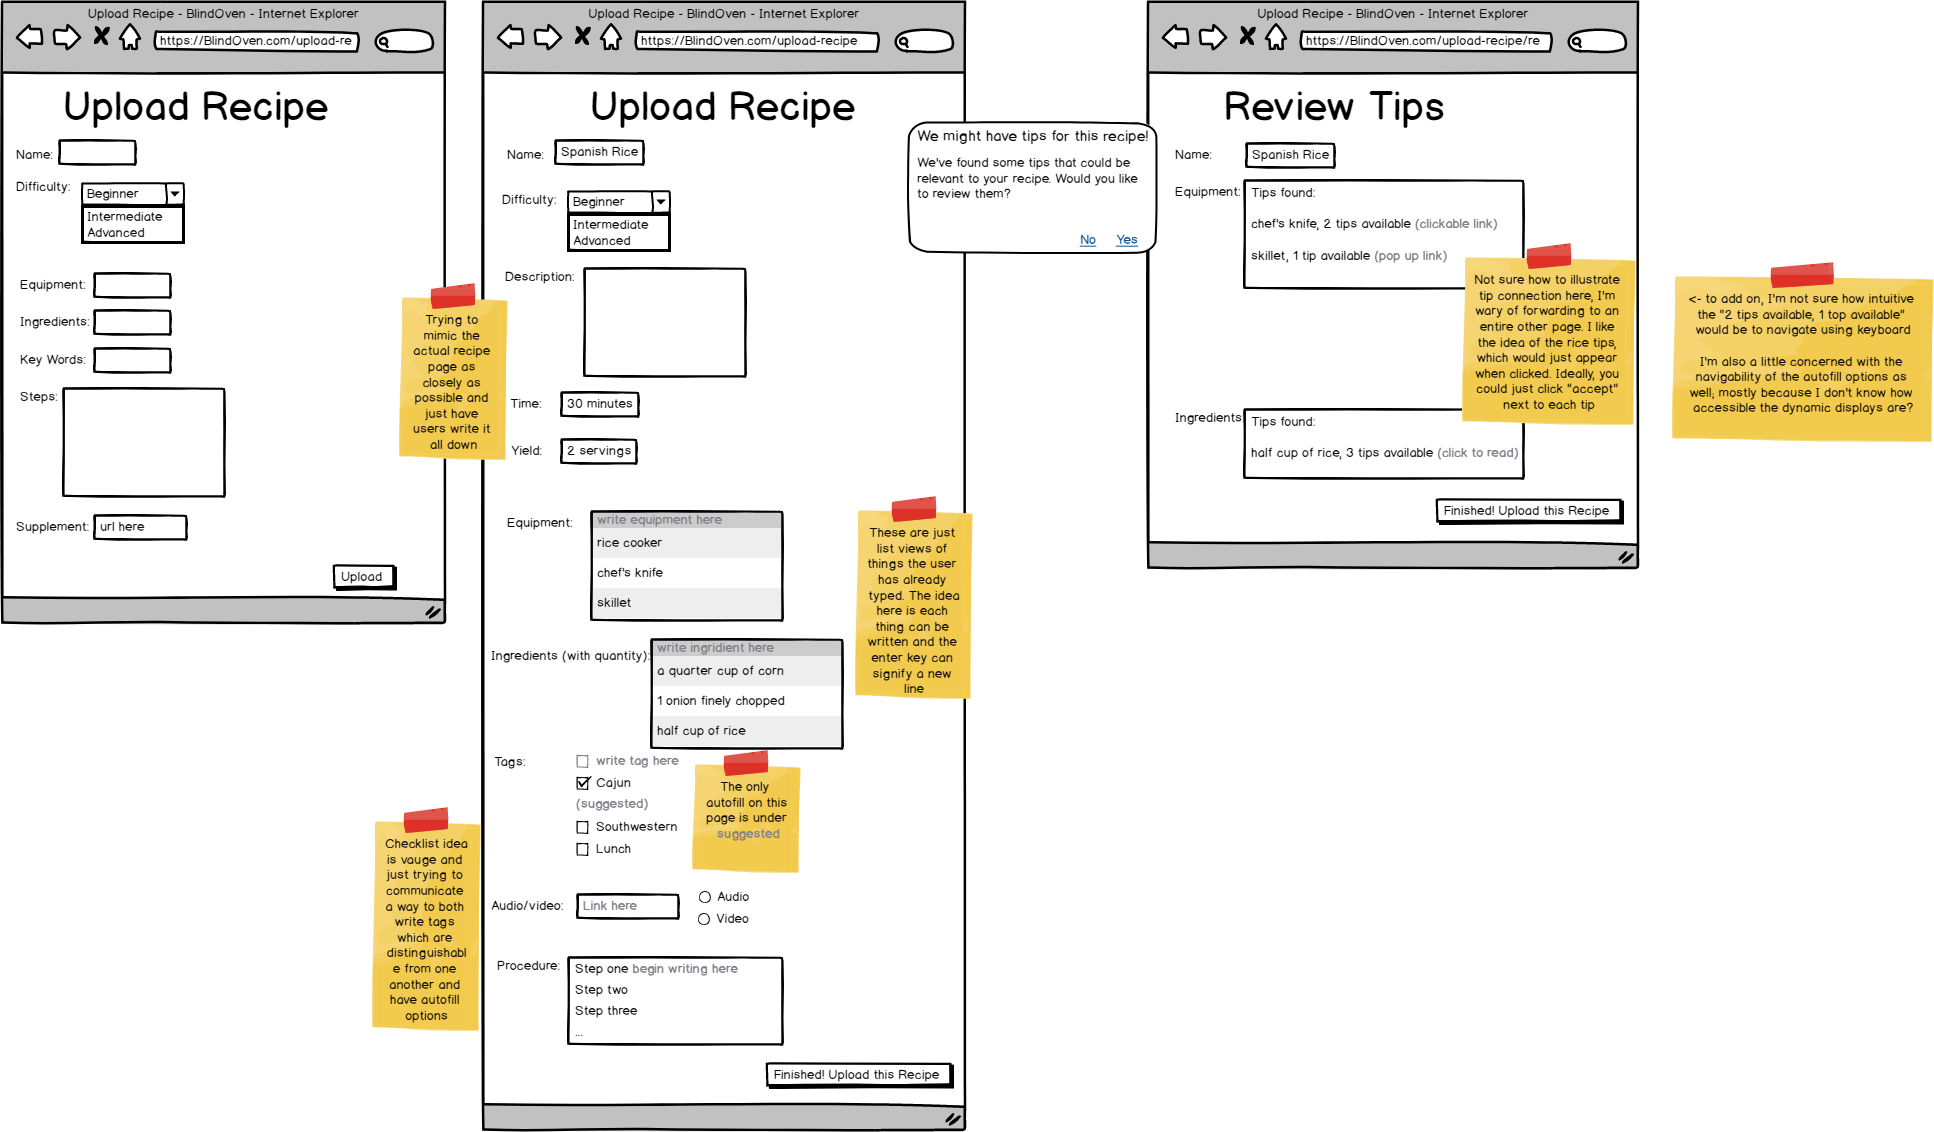 Upload Recipe - BlindOven - Internet Explorer
https://BlindOven.com/upload-re
Upload Recipe
Name:
Difficulty:
Beginner
Intermediate
Advanced
Equipment:
Ingredients:
Key Words:
Steps:
Supplement:
url here
Upload
Trying to
mimic the
actual recipe
page as
closely as
possible and
just have
users write it
all down
Checklist idea
is vauge and
just trying to
communicate
a way to both
write tags
which are
distinguishabl
e from one
another and
have autofill
options
Upload Recipe - BlindOven - Internet Explorer
https://BlindOven.com/upload-recipe
Upload Recipe
Name:
Spanish Rice
Difficulty:
Beginner
Intermediate
Advanced
Description:
Time:
30 minutes
Yield:
2 servings
Equipment:
write equipment here
rice cooker
chef's knife
skillet
Ingredients (with quantity):
write ingridient here
a quarter cup of corn
1 onion finely chopped
half cup of rice
Tags:
write tag here
Cajun
(suggested)
Southwestern
Lunch
The only
autofill on this
page is under
suggested
Audio/video:
Link here
Audio
Video
Procedure:
Step one begin writing here
Step two
Step three
...
Finished! Upload this Recipe
These are just
list views of
things the user
has already
typed. The idea
here is each
thing can be
written and the
enter key can
signify a new
line
We might have tips for this recipe!
We've found some tips that could be
relevant to your recipe. Would you like
to review them?
No Yes
Upload Recipe - BlindOven - Internet Explorer
https://BlindOven.com/upload-recipe/re
Review Tips
Name:
Spanish Rice
Equipment:
Tips found:
chef's knife, 2 tips available (clickable link)
skillet, 1 tip available (pop up link)
Ingredients
Tips found:
half cup of rice, 3 tips available (click to read)
Finished! Upload this Recipe
Not sure how to illustrate
tip connection here, I'm
wary of forwarding to an
entire other page. I like
the idea of the rice tips,
which would just appear
when clicked. Ideally, you
could just click "accept"
next to each tip
<- to add on, I'm not sure how intuitive
the "2 tips available, 1 top available"
would be to navigate using keyboard
I'm also a little concerned with the
navigability of the autofill options as
well; mostly because I don't know how
accessible the dynamic displays are?